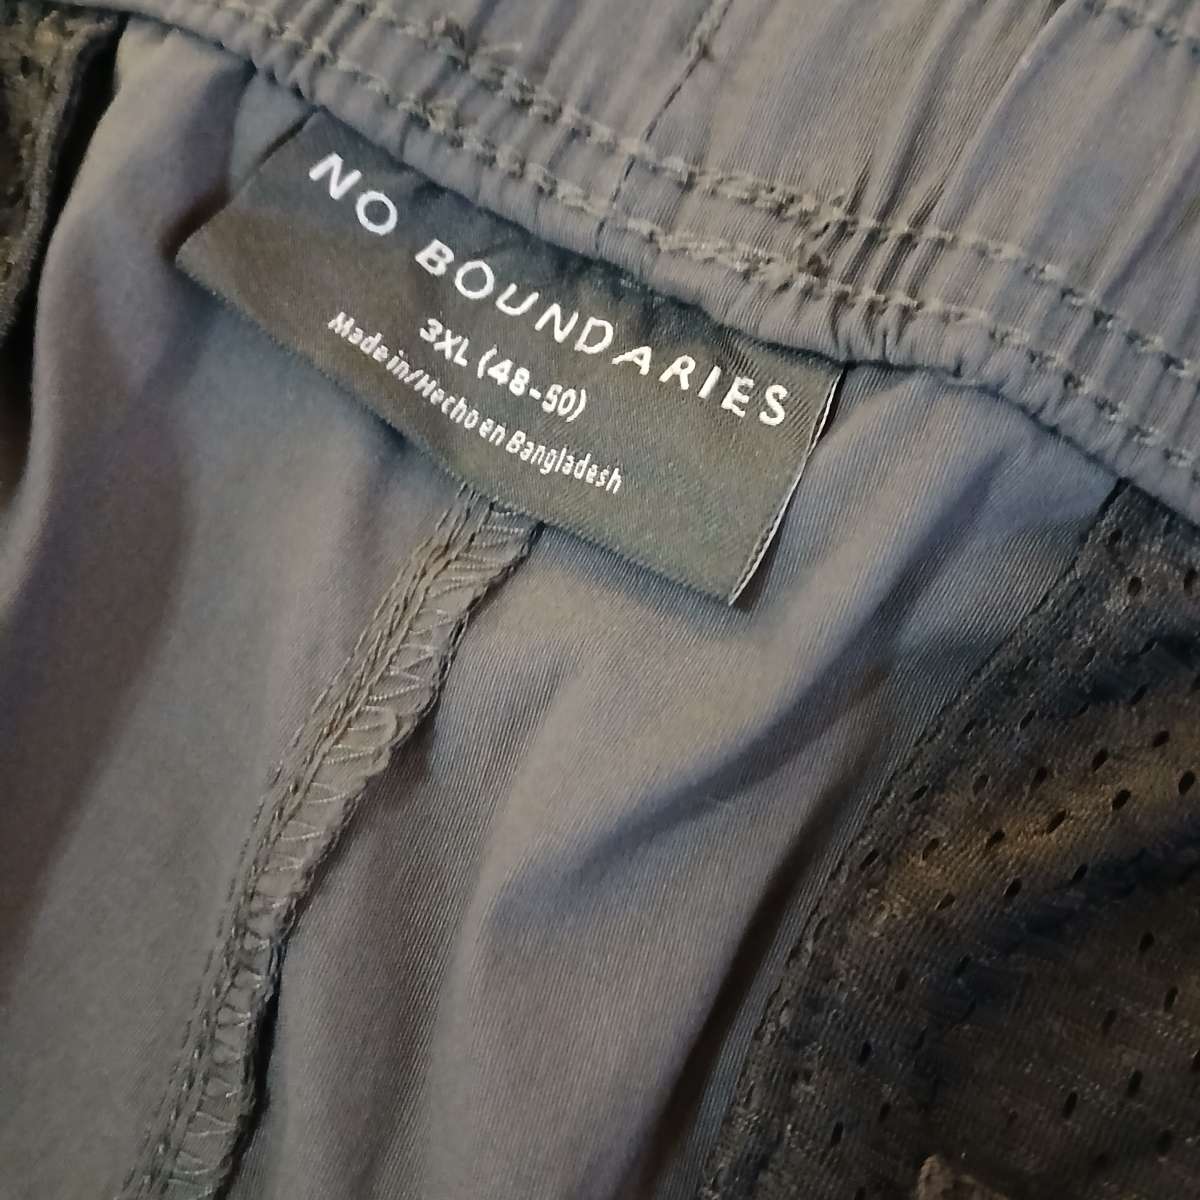 NO BOUNDARIES
3XL (48-50)
Made in/Hecho en Bangladesh